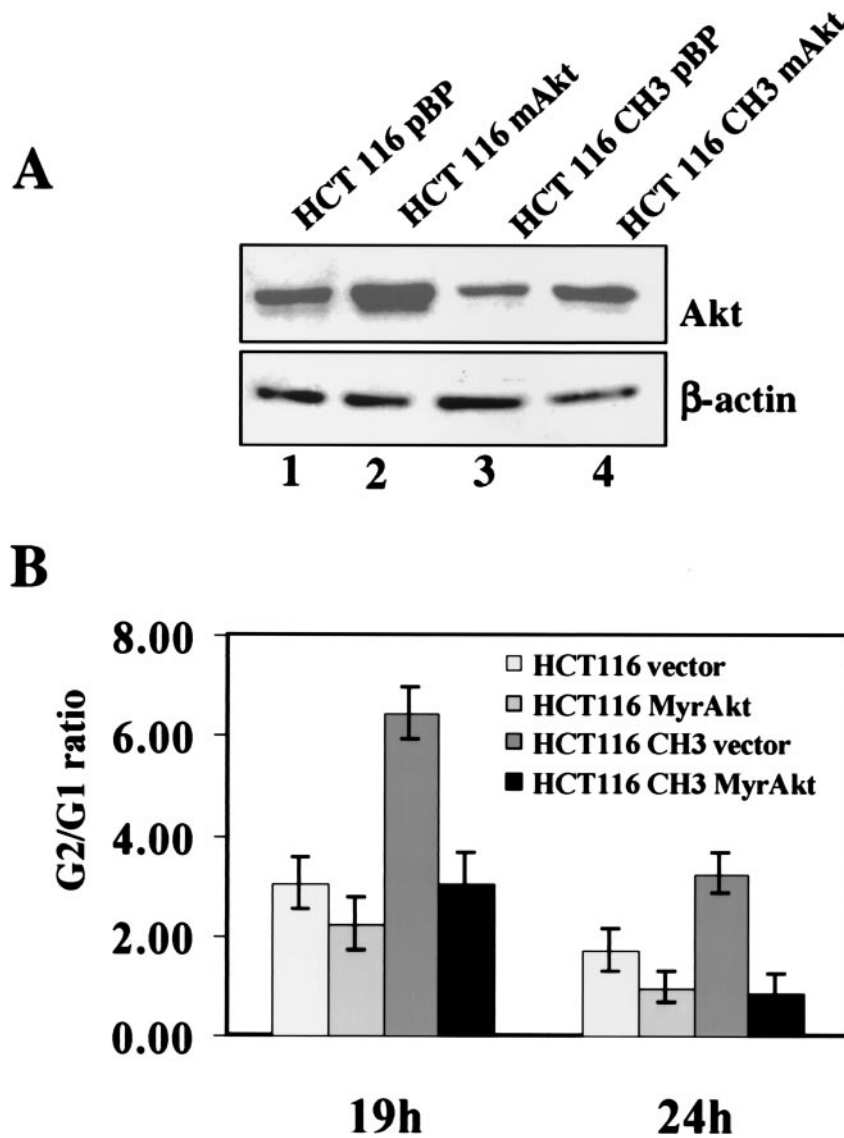 A
HCT 116 pBP
HCT 116 mAkt
HCT 116 CH3 pBP
HCT 116 CH3 mAkt
Akt
β-actin
1 2 3 4
B
G2/G1 ratio
8.00
6.00
4.00
2.00
0.00
HCT116 vector
HCT116 MyrAkt
HCT116 CH3 vector
HCT116 CH3 MyrAkt
19h 24h